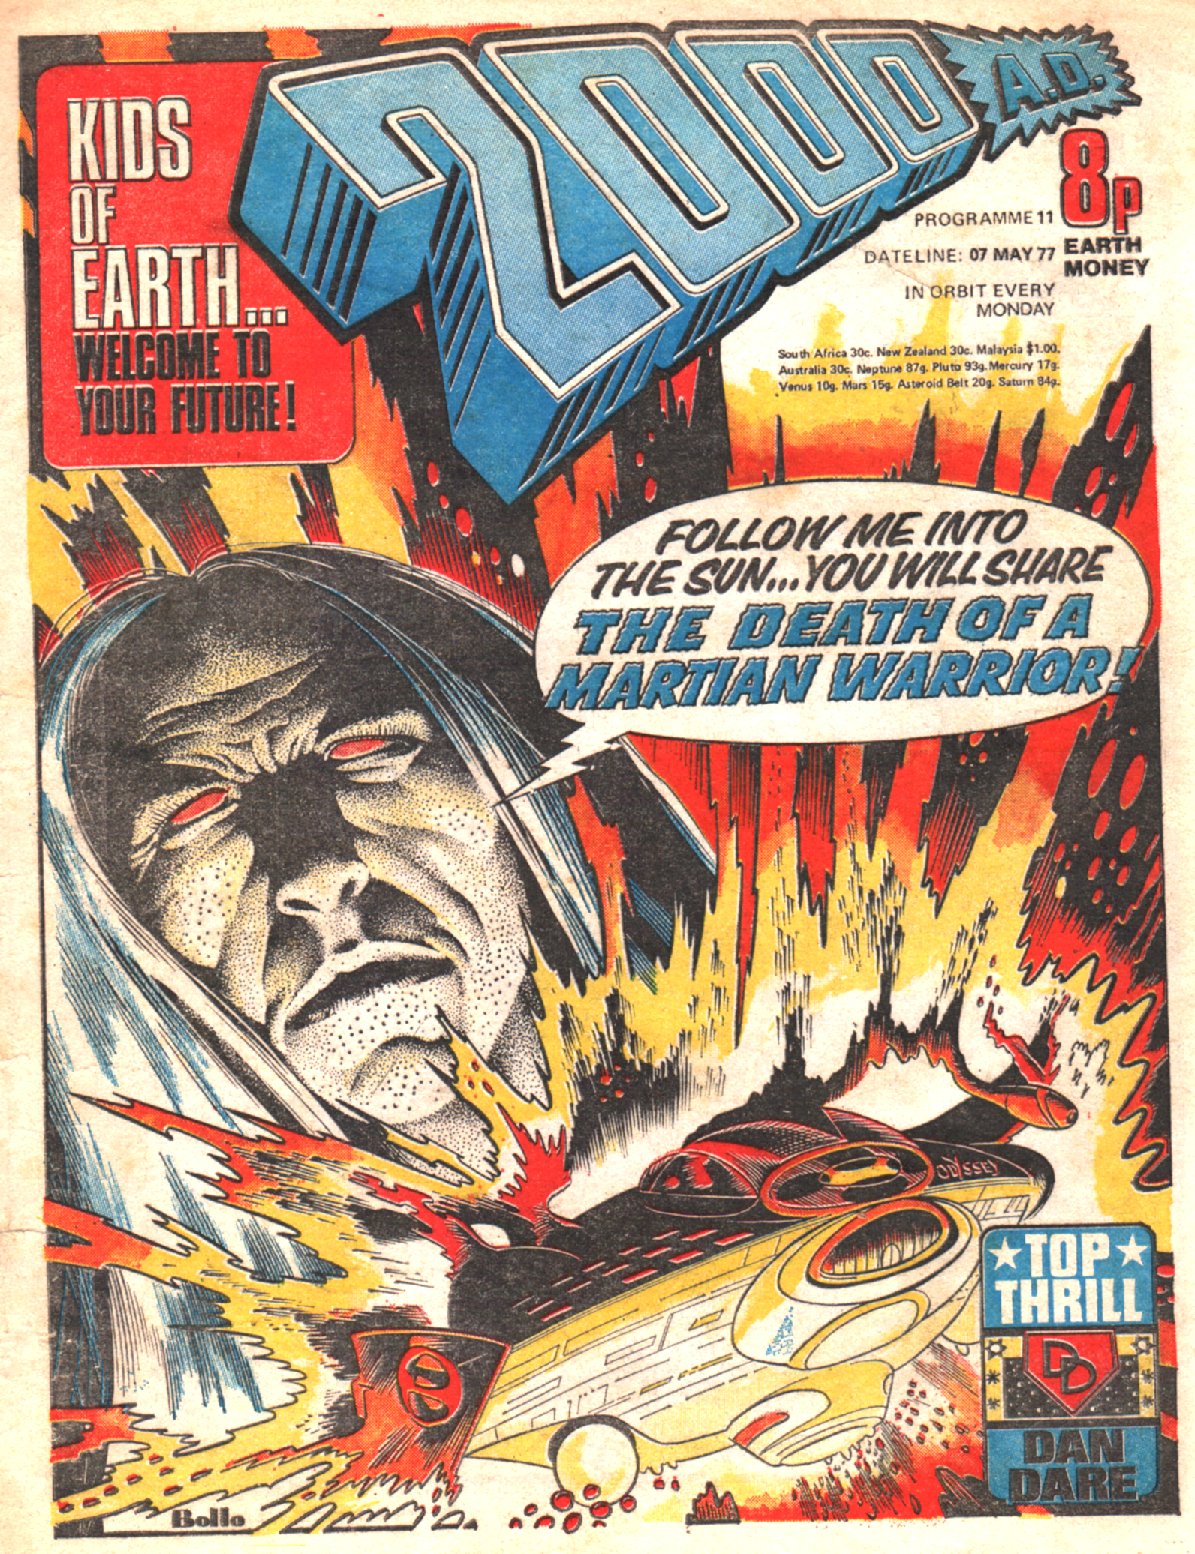 KIDS
OF
EARTH...
WELCOME TO
YOUR FUTURE!
2000
A.D.
8p
EARTH
MONEY
PROGRAMME 11
DATELINE: 07 MAY 77
IN ORBIT EVERY
MONDAY
South Africa 30c. New Zealand 30c. Malaysia $1.00.
Australia 30c. Neptune 87g. Pluto 93g. Mercury 17g.
Venus 10g. Mars 15g. Asteroid Belt 20g. Saturn 84g.
FOLLOW ME INTO
THE SUN...YOU WILL SHARE
THE DEATH OF A
MARTIAN WARRIOR!
ODYSSEY
TOP
THRILL
DD
DAN
DARE
Bollo